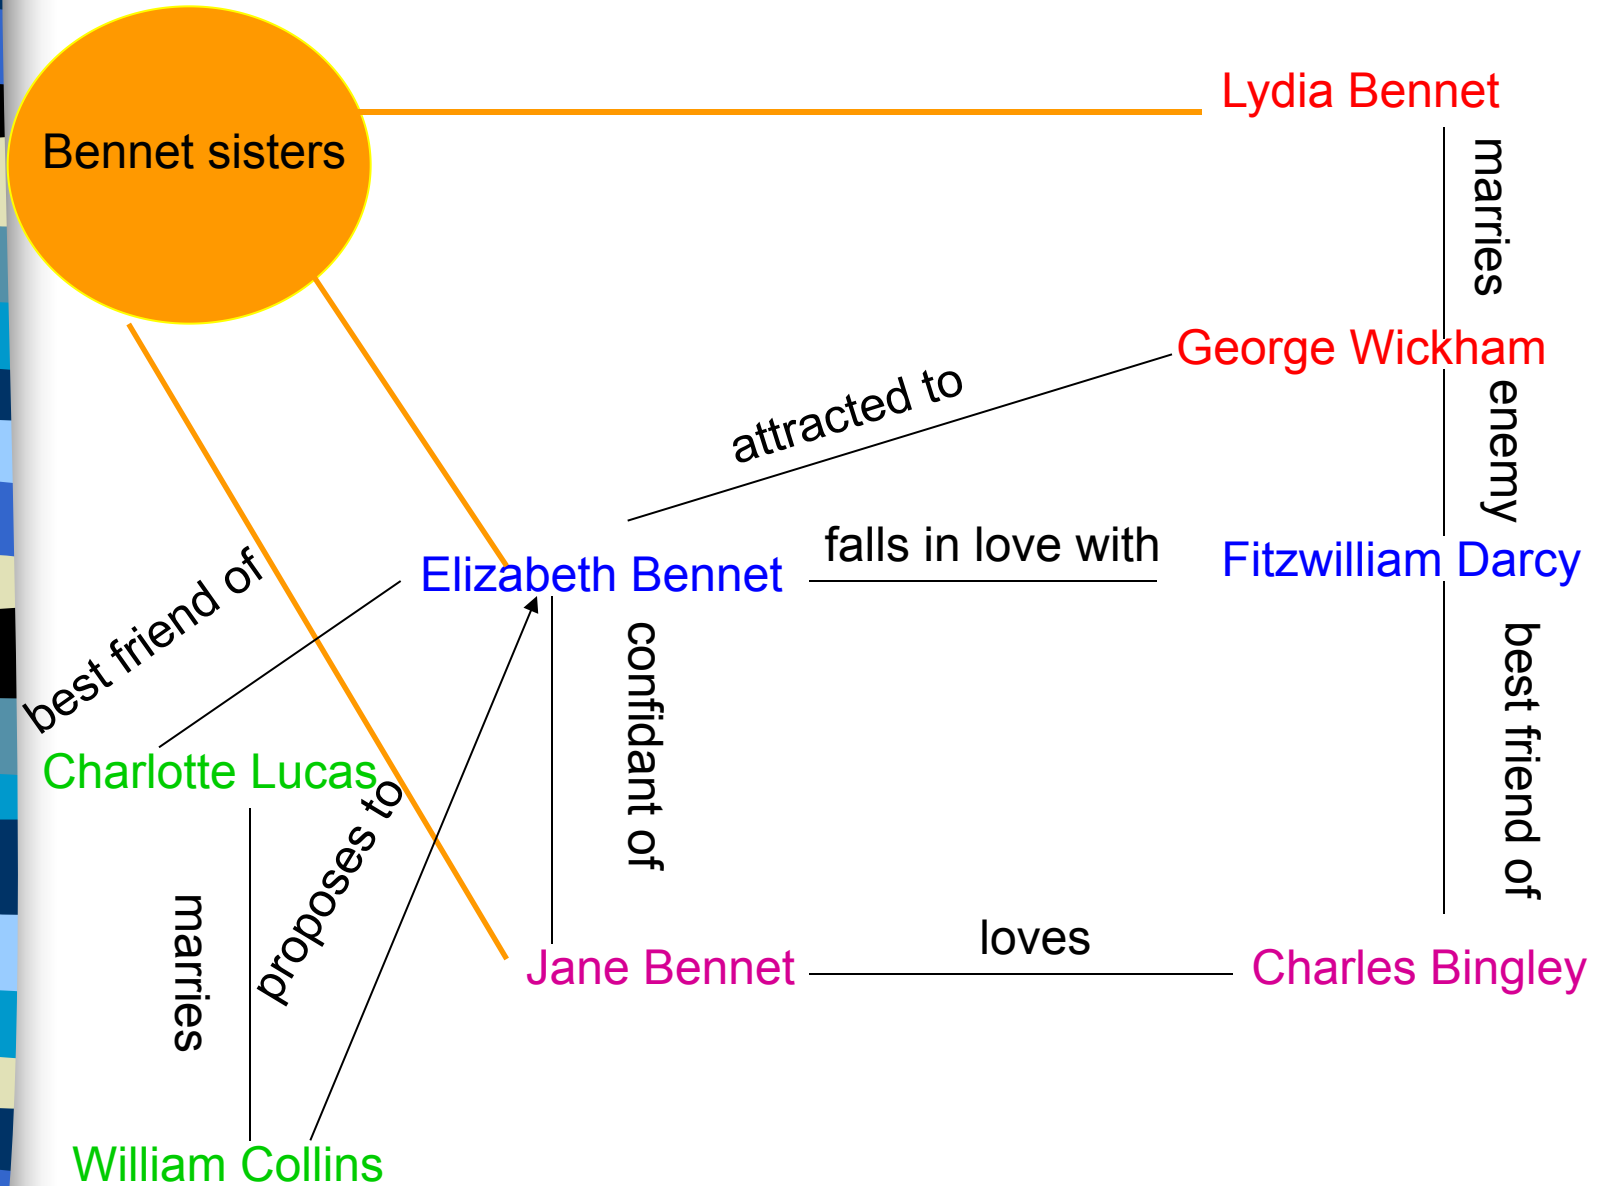 Lydia Bennet
Bennet sisters
marries
George Wickham
attracted to
enemy
falls in love with
Elizabeth Bennet
Fitzwilliam Darcy
best friend of
confidant of
best friend of
Charlotte Lucas
proposes to
marries
loves
Jane Bennet
Charles Bingley
William Collins